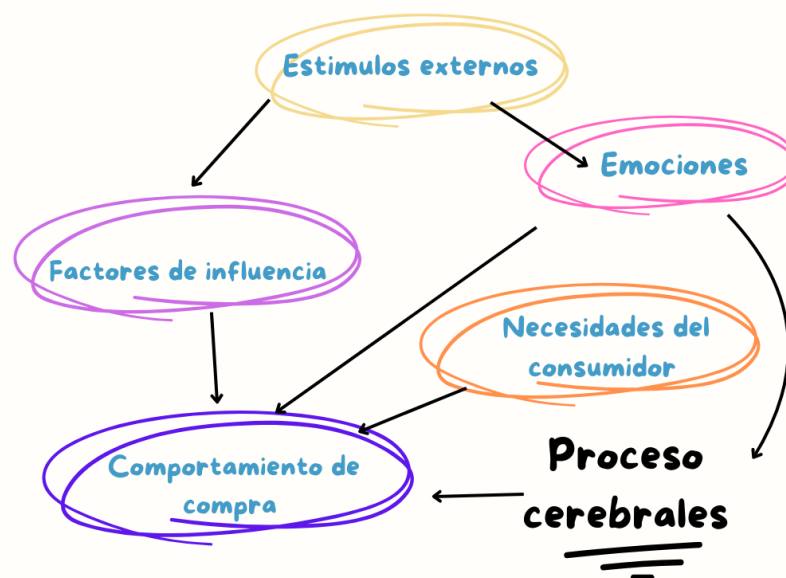 Estimulos externos
Emociones
Factores de influencia
Necesidades del
consumidor
Comportamiento de
compra
Proceso
cerebrales